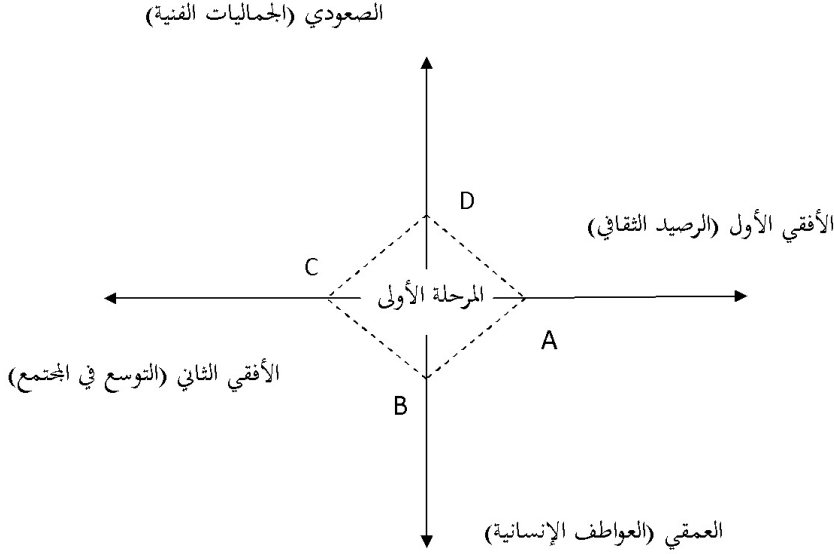 الصعودي (الجماليات الفنية)
D
الأفقي الأول (الرصيد الثقافي)
C
المرحلة الأولى
A
الأفقي الثاني (التوسع في المجتمع)
B
العمقي (العواطف الإنسانية)